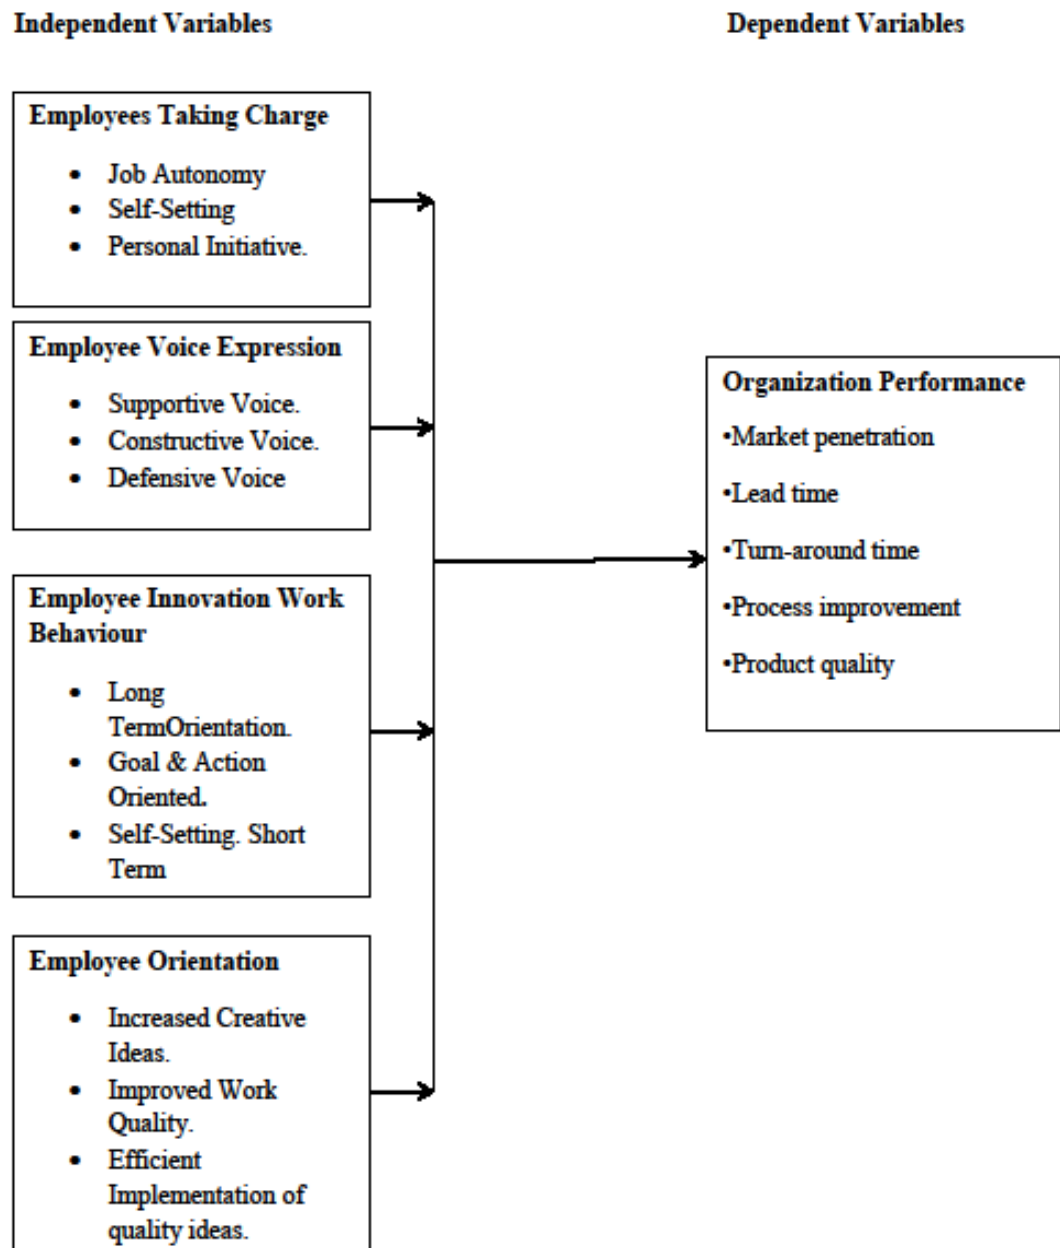 Independent Variables
Dependent Variables
Employees Taking Charge
• Job Autonomy
• Self-Setting
• Personal Initiative.
Employee Voice Expression
• Supportive Voice.
• Constructive Voice.
• Defensive Voice
Employee Innovation Work
Behaviour
• Long
TermOrientation.
• Goal & Action
Oriented.
• Self-Setting. Short
Term
Employee Orientation
• Increased Creative
Ideas.
• Improved Work
Quality.
• Efficient
Implementation of
quality ideas.
Organization Performance
•Market penetration
•Lead time
•Turn-around time
•Process improvement
•Product quality